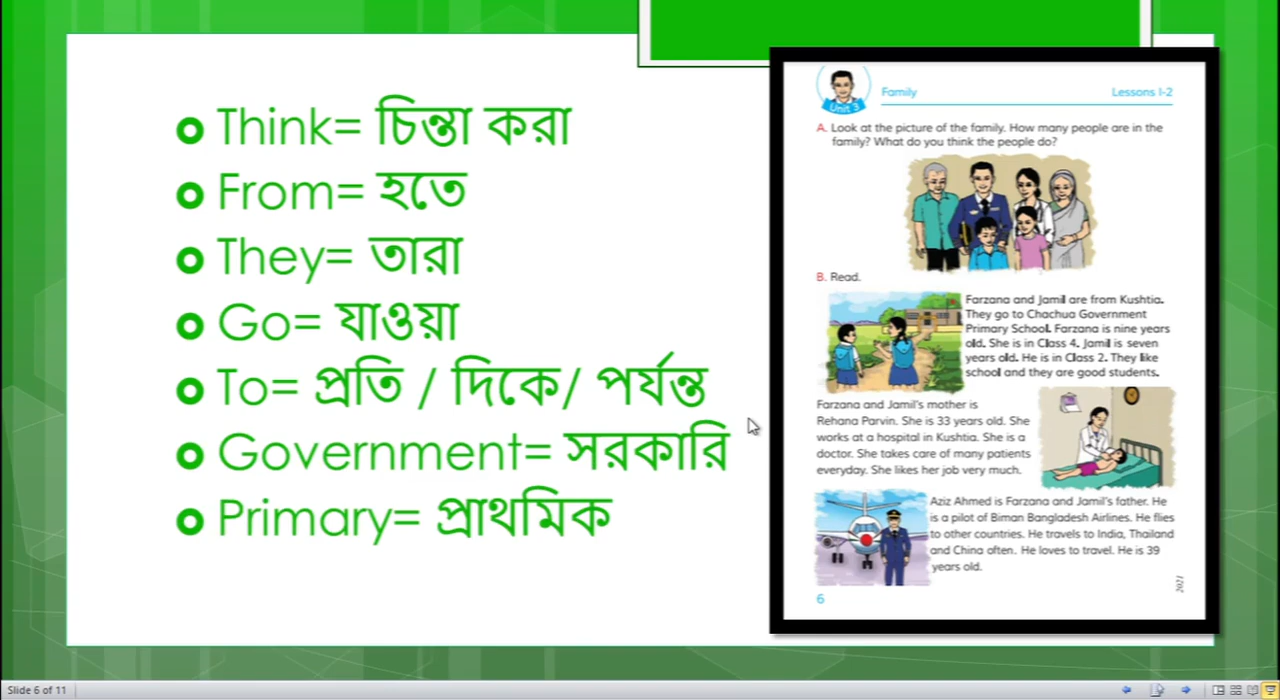 Think= চিন্তা করা
From= হতে
They= তারা
Go= যাওয়া
To= প্রতি / দিকে/ পর্যন্ত
Government= সরকারি
Primary= প্রাথমিক
Unit 3
Family
Lessons 1-2
A. Look at the picture of the family. How many people are in the
family? What do you think the people do?
B. Read.
Farzana and Jamil are from Kushtia.
They go to Chachua Government
Primary School. Farzana is nine years
old. She is in Class 4. Jamil is seven
years old. He is in Class 2. They like
school and they are good students.
Farzana and Jamil's mother is
Rehana Parvin. She is 33 years old. She
works at a hospital in Kushtia. She is a
doctor. She takes care of many patients
everyday. She likes her job very much.
Aziz Ahmed is Farzana and Jamil's father. He
is a pilot of Biman Bangladesh Airlines. He flies
to other countries. He travels to India, Thailand
and China often. He loves to travel. He is 39
years old.
6
2021
Slide 6 of 11